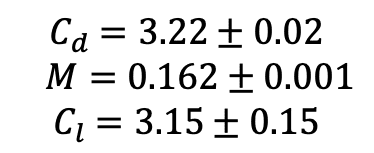 C_d = 3.22 ± 0.02
M = 0.162 ± 0.001
C_l = 3.15 ± 0.15